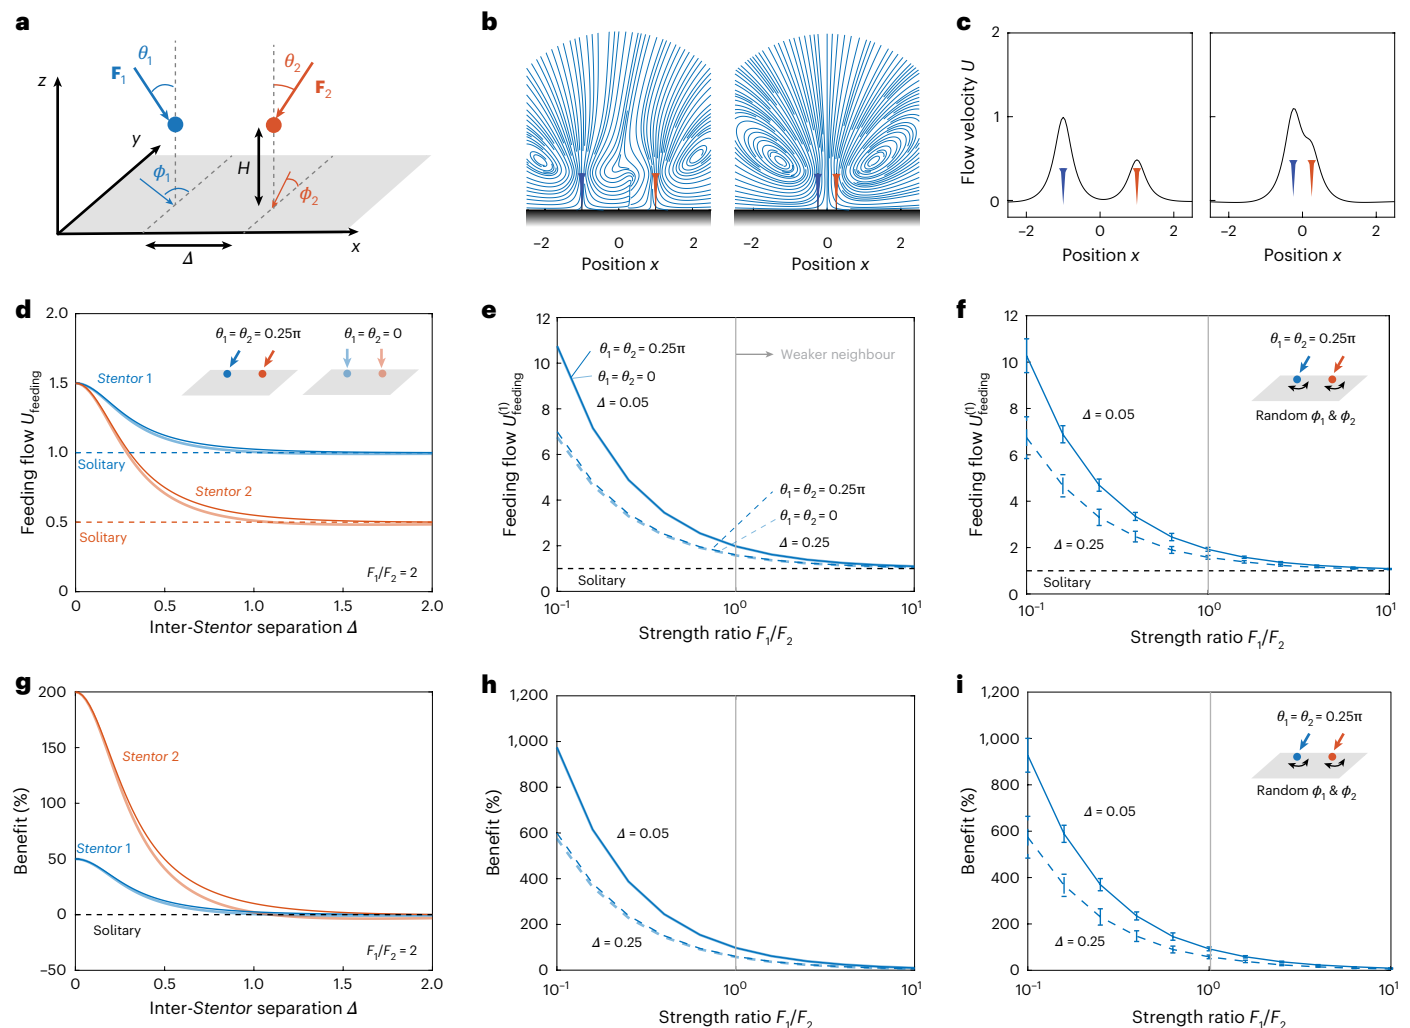 a
z
y
x
θ1
F1
θ2
F2
H
ϕ1
ϕ2
Δ
b
−2
0
2
Position x
−2
0
2
Position x
c
Flow velocity U
2
1
0
−2
0
2
Position x
−2
0
2
Position x
d
Feeding flow Ufeeding
2.0
1.5
1.0
0.5
0
θ1 = θ2 = 0.25π
θ1 = θ2 = 0
Stentor 1
Solitary
Stentor 2
Solitary
F1/F2 = 2
0
0.5
1.0
1.5
2.0
Inter-Stentor separation Δ
e
Feeding flow U(1)feeding
12
10
8
6
4
2
0
θ1 = θ2 = 0.25π
θ1 = θ2 = 0
Δ = 0.05
Weaker neighbour
θ1 = θ2 = 0.25π
θ1 = θ2 = 0
Δ = 0.25
Solitary
10−1
100
101
Strength ratio F1/F2
f
Feeding flow U(1)feeding
12
10
8
6
4
2
0
θ1 = θ2 = 0.25π
Random ϕ1 & ϕ2
Δ = 0.05
Δ = 0.25
Solitary
10−1
100
101
Strength ratio F1/F2
g
Benefit (%)
200
150
100
50
0
−50
Stentor 2
Stentor 1
Solitary
F1/F2 = 2
0
0.5
1.0
1.5
2.0
Inter-Stentor separation Δ
h
Benefit (%)
1,200
1,000
800
600
400
200
0
Δ = 0.05
Δ = 0.25
10−1
100
101
Strength ratio F1/F2
i
Benefit (%)
1,200
1,000
800
600
400
200
0
θ1 = θ2 = 0.25π
Random ϕ1 & ϕ2
Δ = 0.05
Δ = 0.25
10−1
100
101
Strength ratio F1/F2